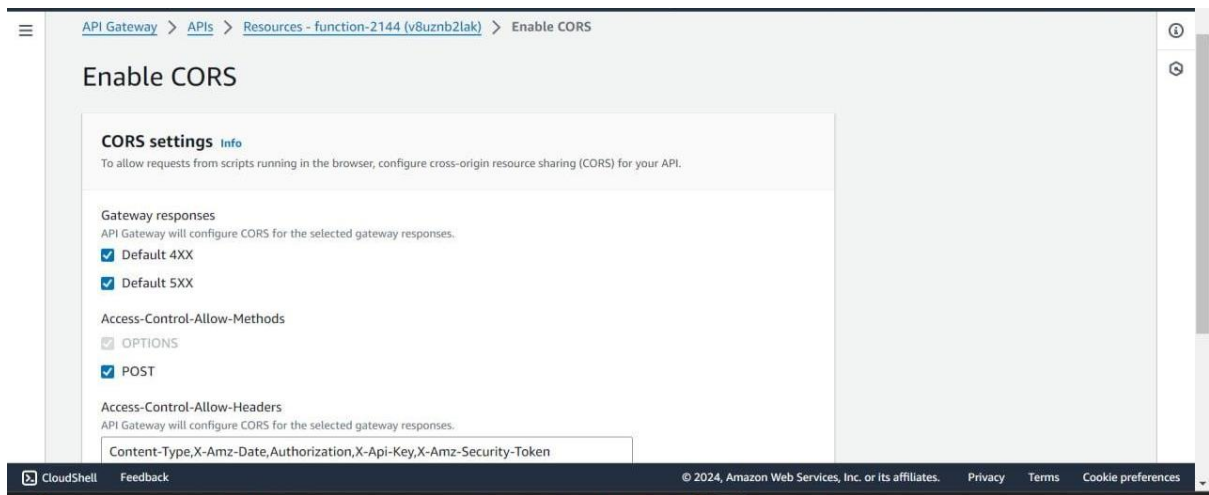 API Gateway > APIs > Resources - function-2144 (v8uznb2lak) > Enable CORS
Enable CORS
CORS settings Info
To allow requests from scripts running in the browser, configure cross-origin resource sharing (CORS) for your API.
Gateway responses
API Gateway will configure CORS for the selected gateway responses.
Default 4XX
Default 5XX
Access-Control-Allow-Methods
OPTIONS
POST
Access-Control-Allow-Headers
API Gateway will configure CORS for the selected gateway responses.
Content-Type,X-Amz-Date,Authorization,X-Api-Key,X-Amz-Security-Token
CloudShell Feedback © 2024, Amazon Web Services, Inc. or its affiliates. Privacy Terms Cookie preferences